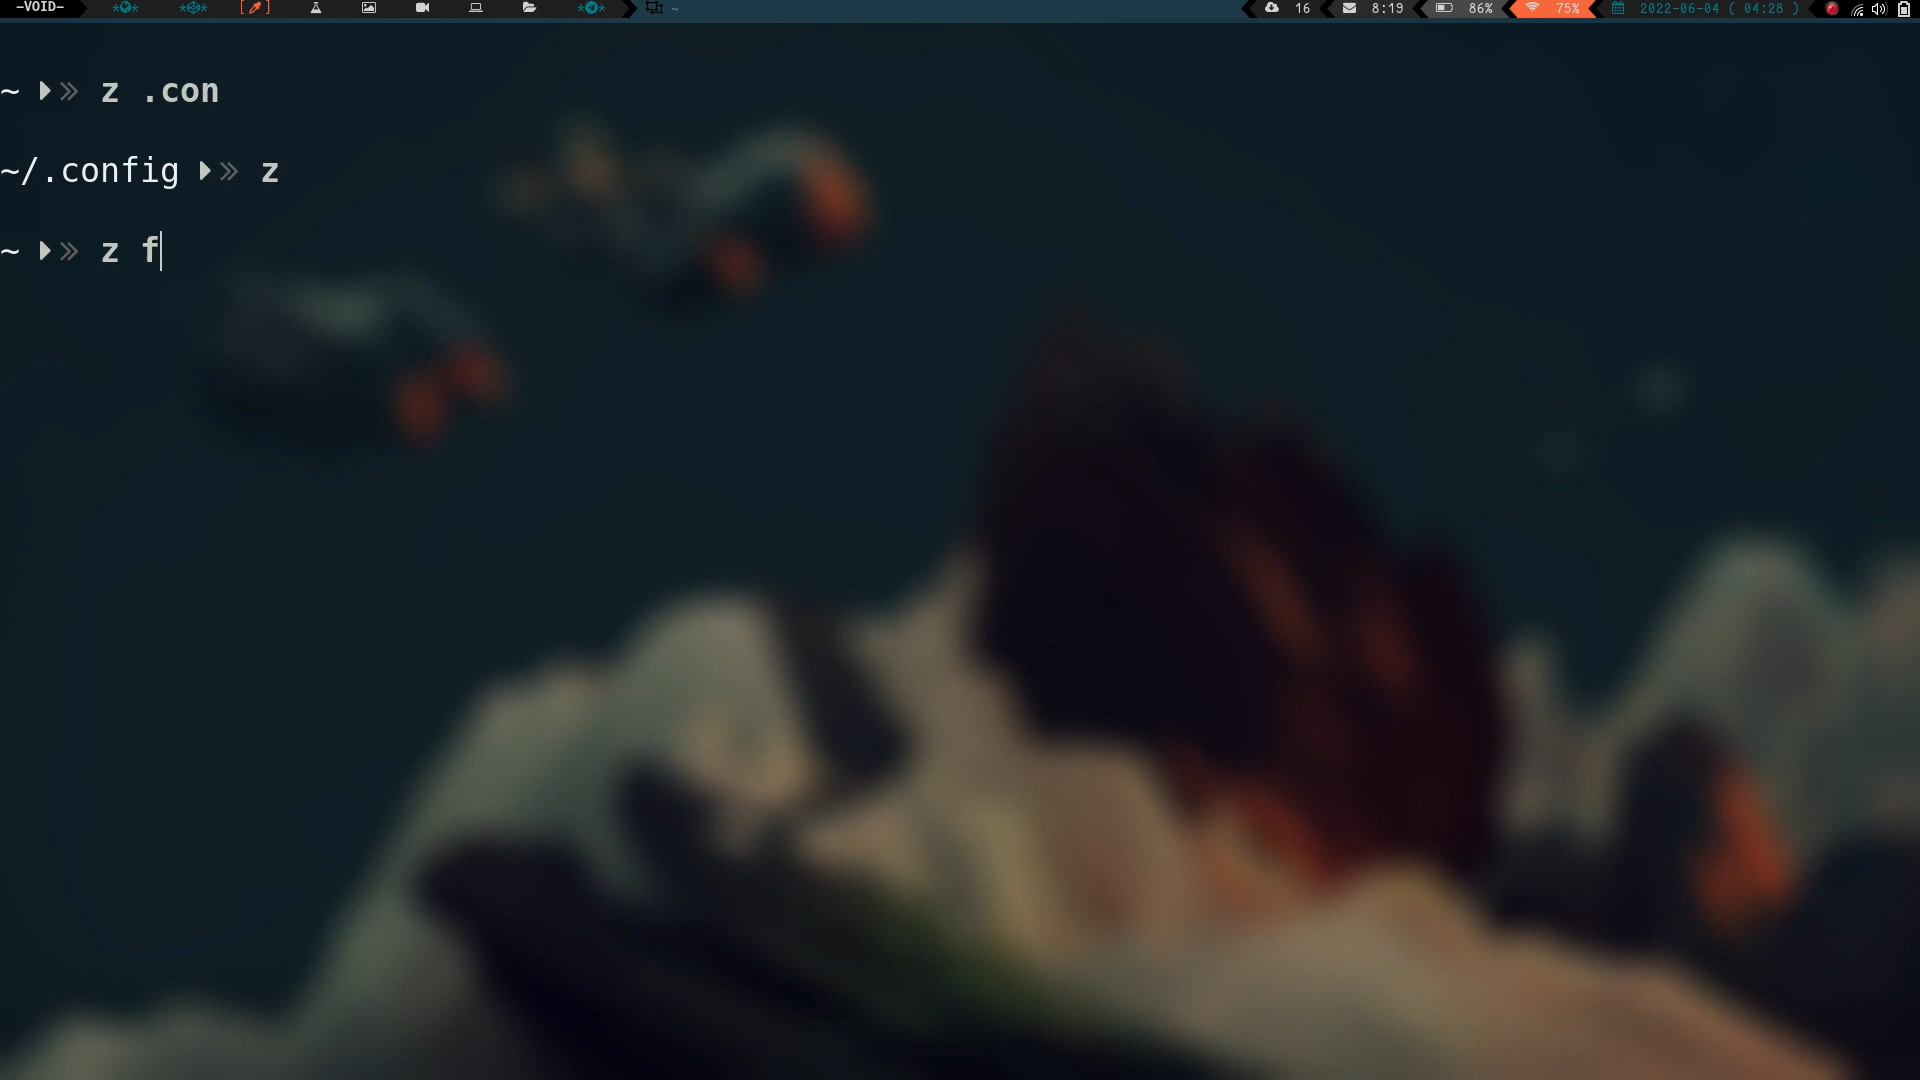 —VOID—
~
16
8:19
86%
75%
2022-06-04 ( 04:28 )
~ z .con
~/.config z
~ z f